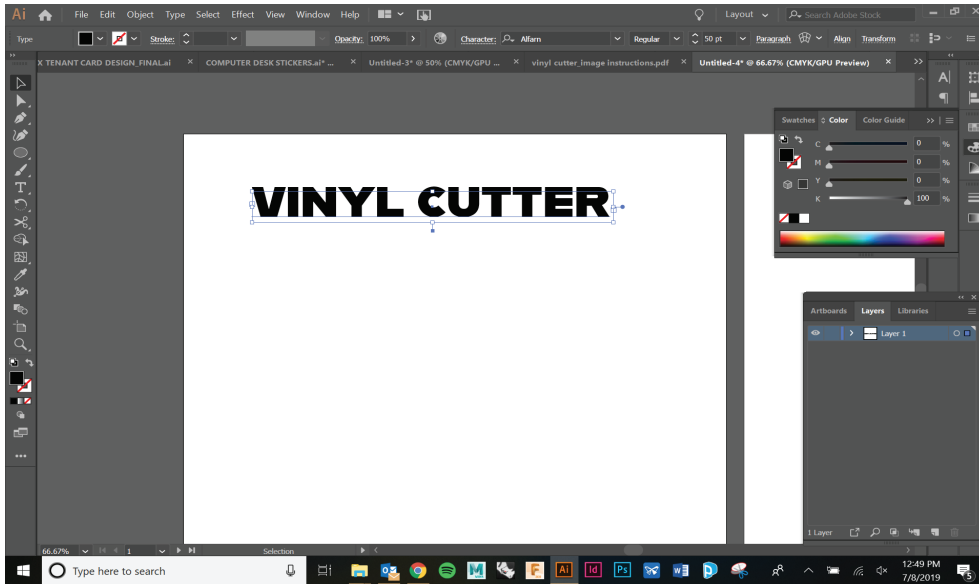 Ai File Edit Object Type Select Effect View Window Help Layout Search Adobe Stock
Type Stroke: Opacity: 100% Character: Alfarn Regular 50 pt Paragraph Align Transform
X TENANT CARD DESIGN_FINAL.ai × COMPUTER DESK STICKERS.ai* ... × Untitled-3* @ 50% (CMYK/GPU ... × vinyl cutter_image instructions.pdf × Untitled-4* @ 66.67% (CMYK/GPU Preview) ×
Swatches Color Color Guide
C 0 %
M 0 %
Y 0 %
K 100 %
VINYL CUTTER
Artboards Layers Libraries
Layer 1
1 Layer
66.67% 1 Selection
Type here to search
Ai Id Ps
12:49 PM
7/8/2019